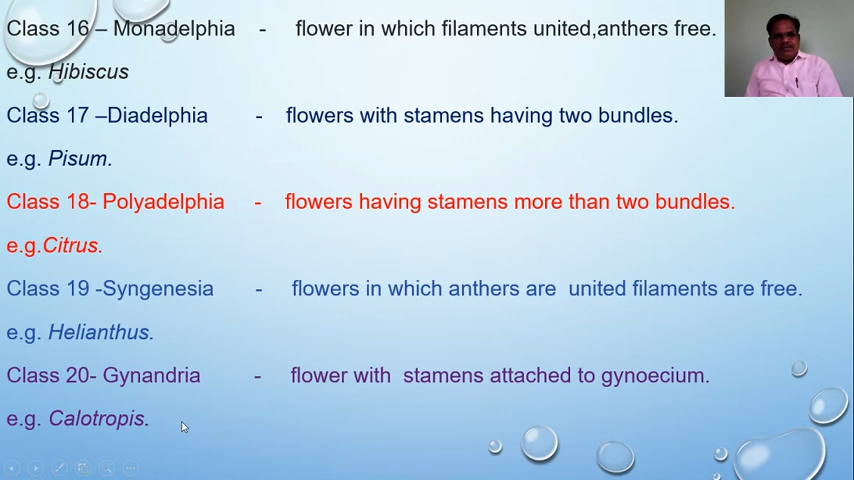 Class 16 – Monadelphia - flower in which filaments united,anthers free.
e.g. Hibiscus
Class 17 –Diadelphia - flowers with stamens having two bundles.
e.g. Pisum.
Class 18- Polyadelphia - flowers having stamens more than two bundles.
e.g.Citrus.
Class 19 -Syngenesia - flowers in which anthers are united filaments are free.
e.g. Helianthus.
Class 20- Gynandria - flower with stamens attached to gynoecium.
e.g. Calotropis.